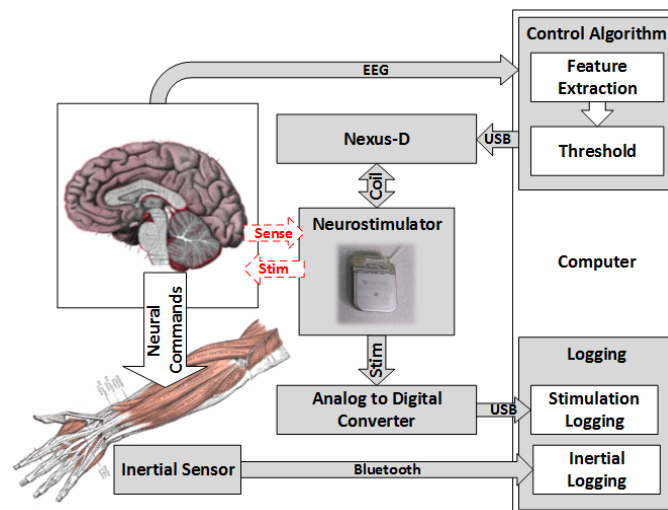 Control Algorithm
EEG
Feature
Extraction
Nexus-D
USB
Threshold
Coil
Neurostimulator
Sense
Stim
Computer
Neural
Commands
Stim
Logging
Analog to Digital
Converter
USB
Stimulation
Logging
Inertial Sensor
Bluetooth
Inertial
Logging